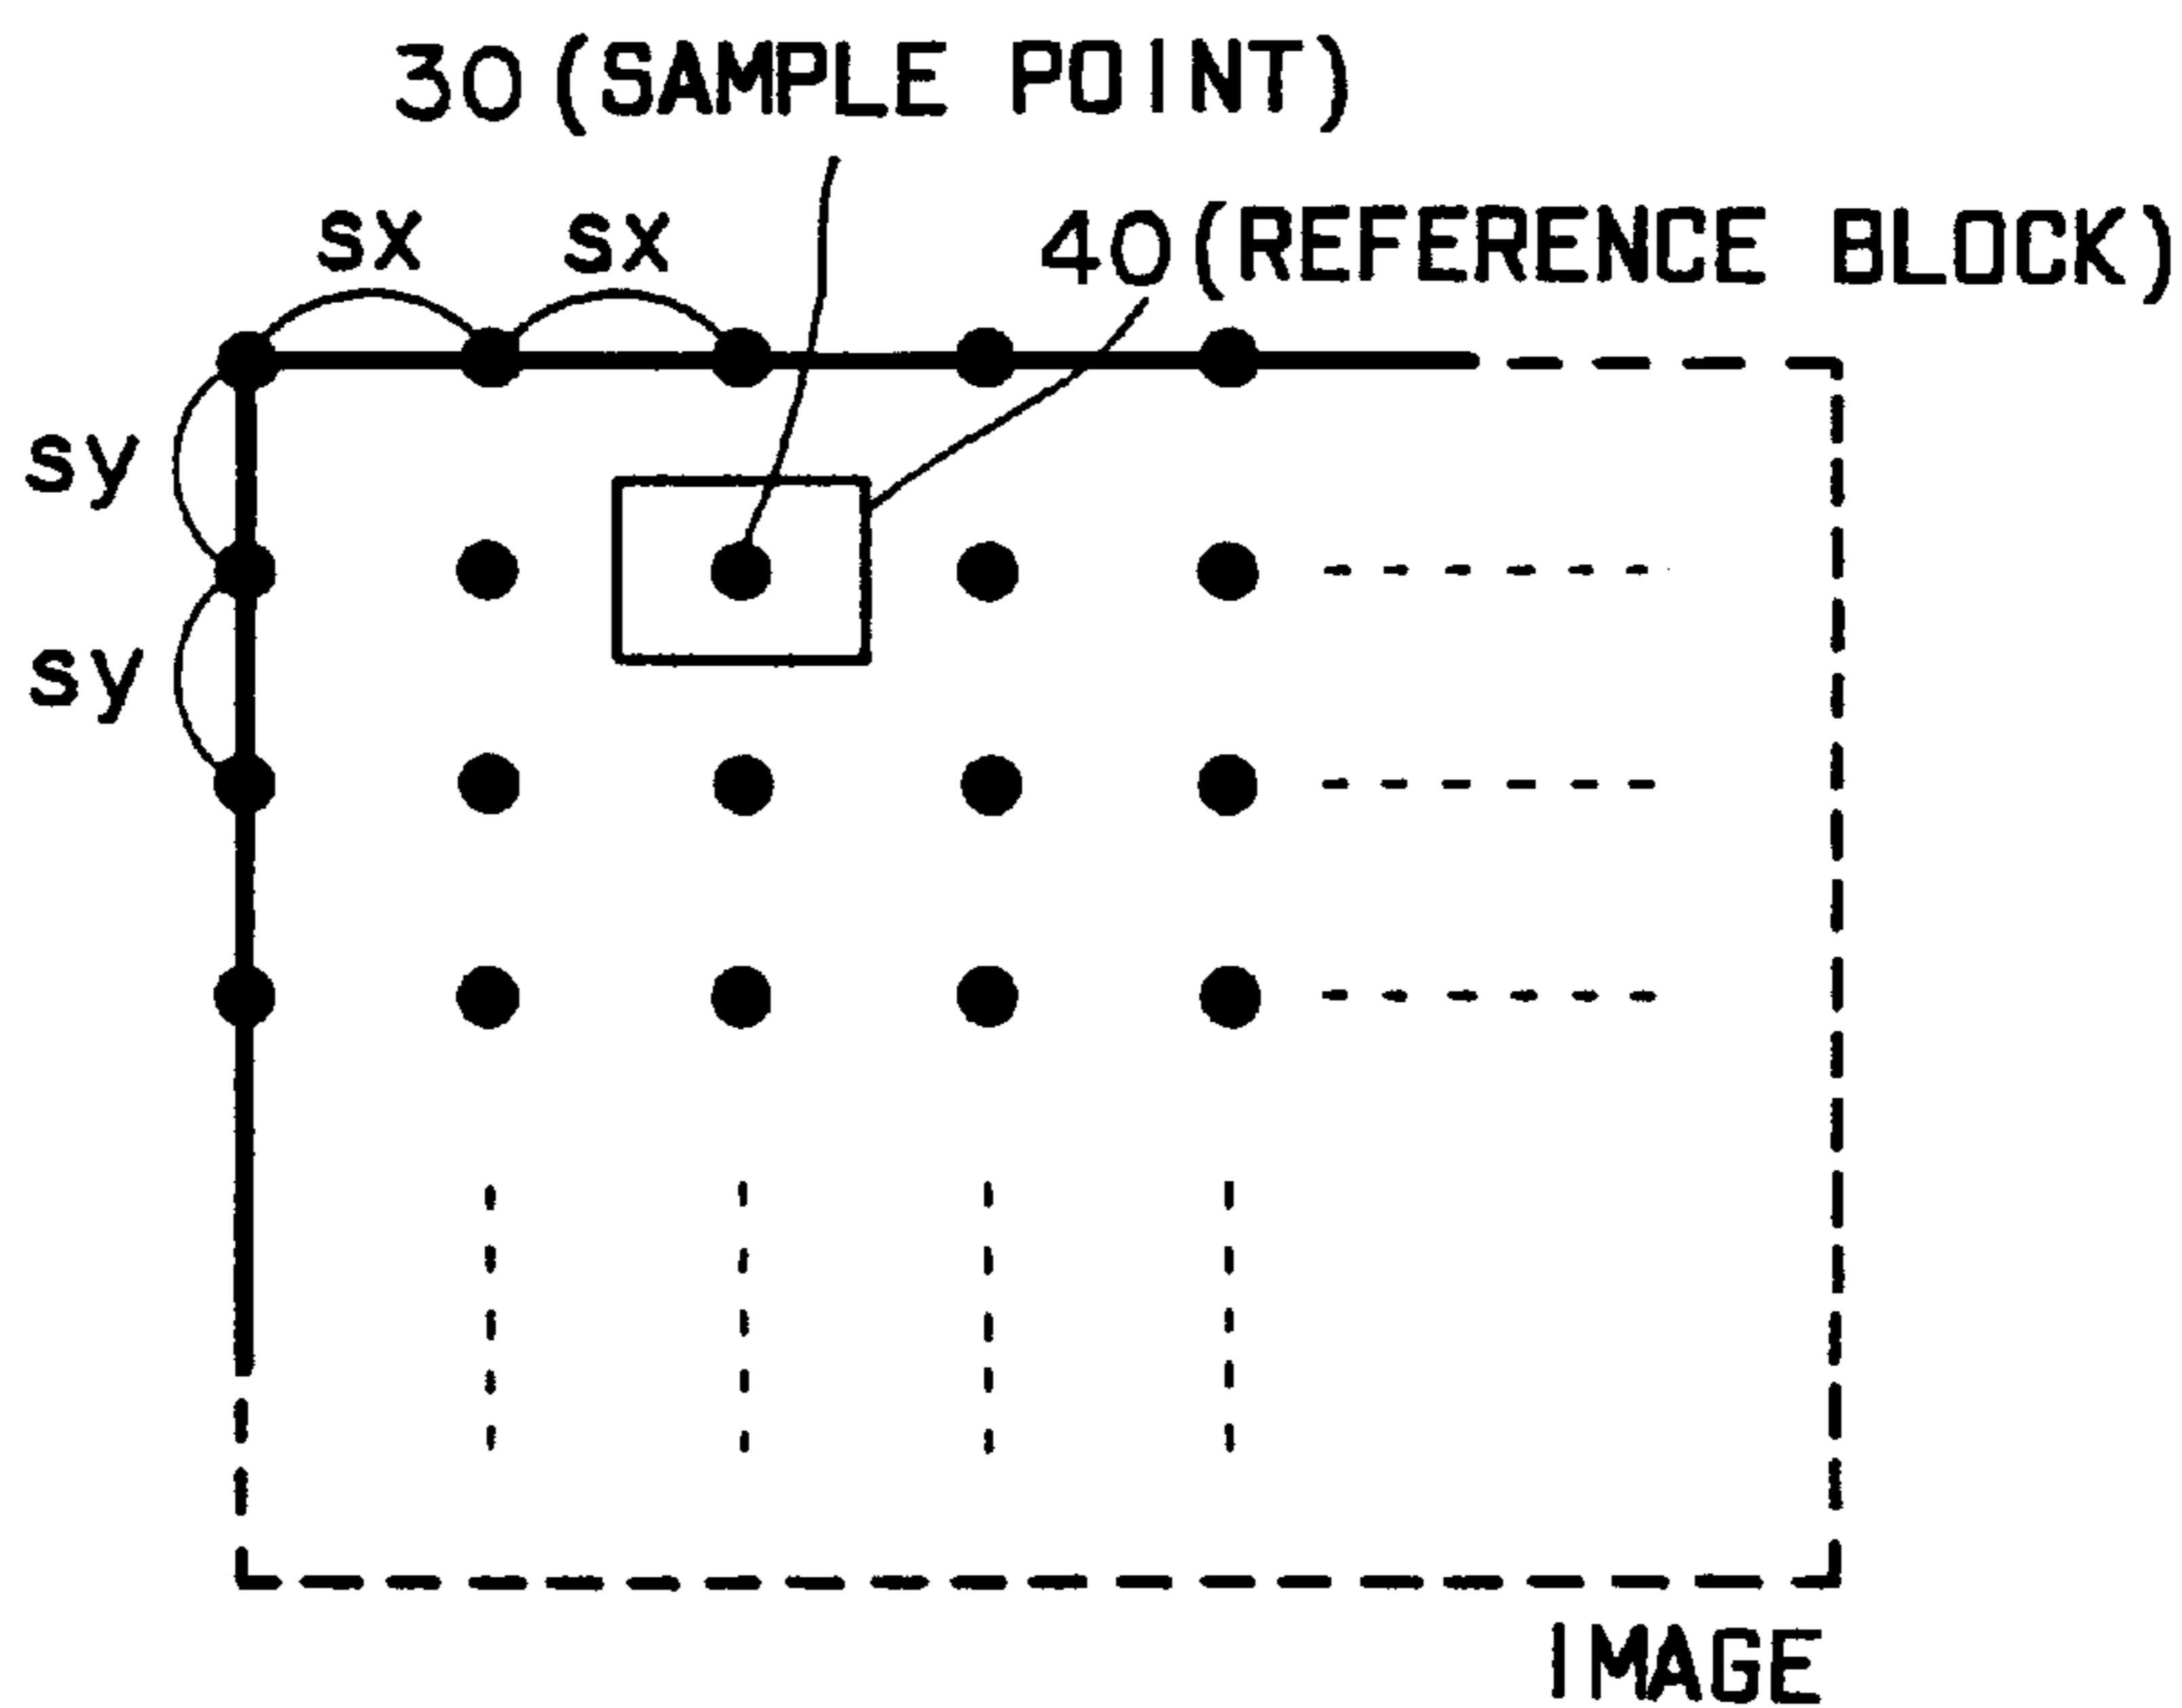 30(SAMPLE POINT)
sx sx 40(REFERENCE BLOCK)
sy
sy
IMAGE